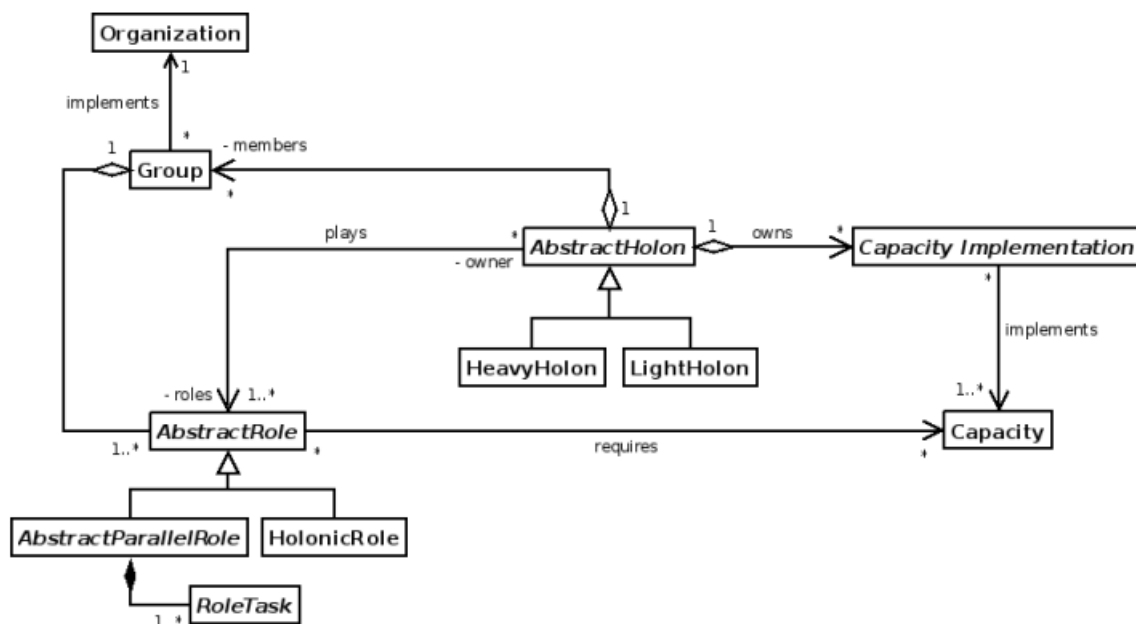 Organization
1
implements
*
1
- members
Group
*
1
plays
*
1
owns
*
AbstractHolon
Capacity Implementation
- owner
*
implements
HeavyHolon
LightHolon
- roles
1..*
1..*
AbstractRole
Capacity
1..*
*
requires
*
AbstractParallelRole
HolonicRole
RoleTask
1..*